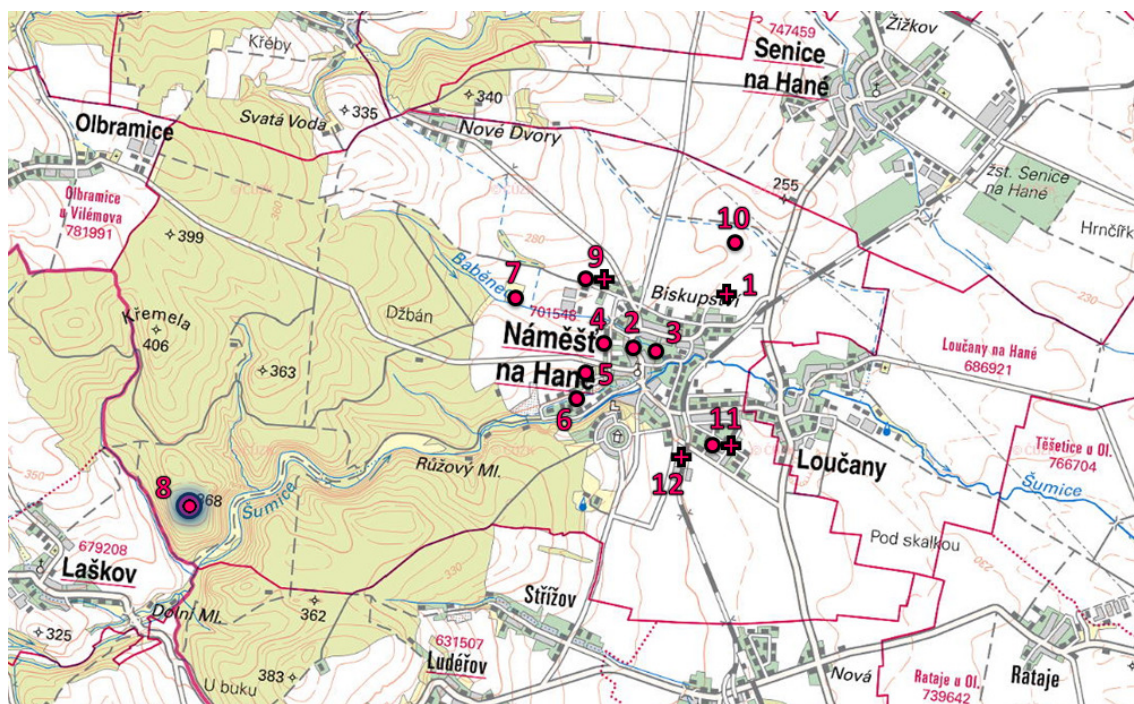 Křéby
747459
Žižkov
Senice
na Hané
340
335
Svatá Voda
Nové Dvory
Olbramice
Olbramice
u Vilémova
781991
399
360
280
255
žst. Senice
na Hané
10
9
7
Baběnec
1
Biskupství
230
701548
Křemela
406
Džbán
4
2
3
Náměšť
na Hané
5
6
363
Loučany na Hané
686921
11
Růžový Ml.
12
Loučany
Těšetice u Ol.
766704
Šumice
350
8
368
Šumice
679208
Laškov
Pod skalkou
230
330
Střížov
Dolní Ml.
362
325
631507
Luděřov
383
U buku
Nová
Rataje u Ol.
739642
Rataje